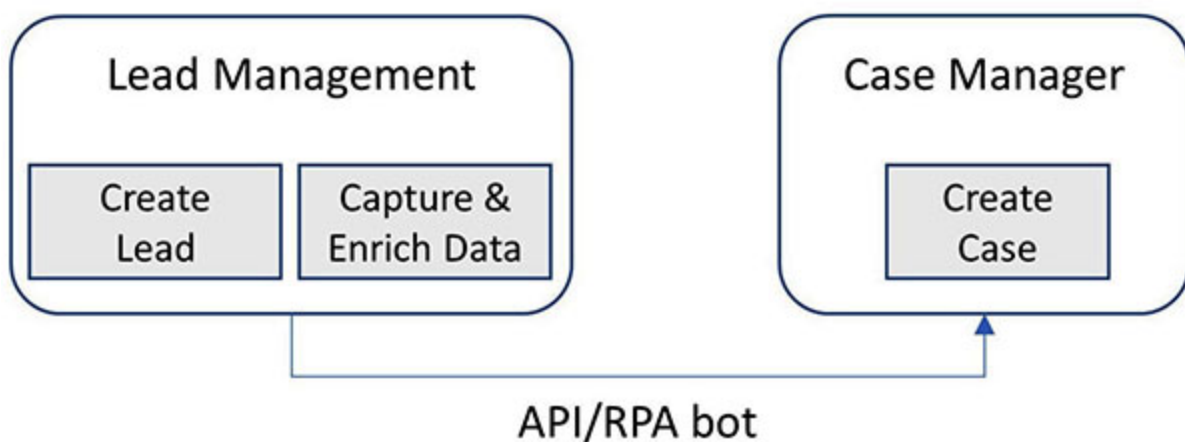 Lead Management
Case Manager
Create
Lead
Capture &
Enrich Data
Create
Case
API/RPA bot